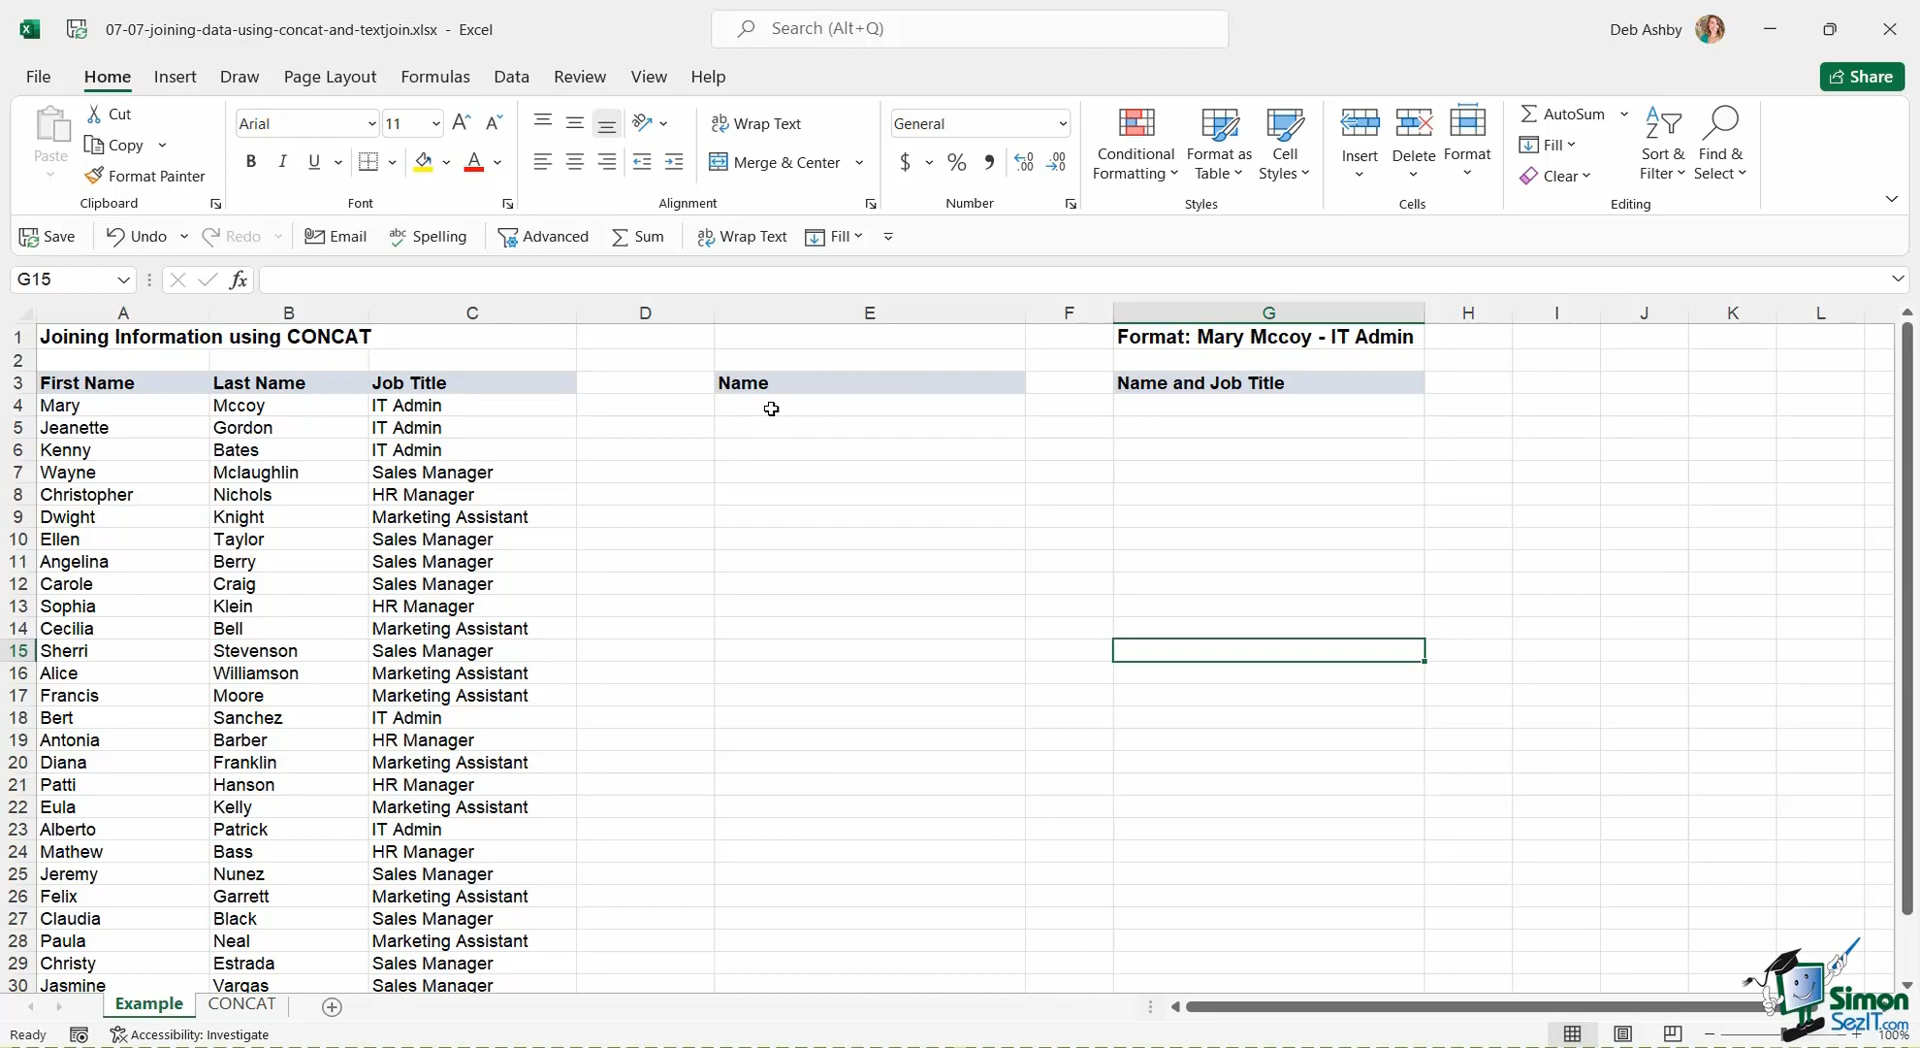 07-07-joining-data-using-concat-and-textjoin.xlsx - Excel
Search (Alt+Q)
Deb Ashby
File Home Insert Draw Page Layout Formulas Data Review View Help
Share
Paste
Cut
Copy
Format Painter
Clipboard
Arial 11
B I U
Font
Wrap Text
Merge & Center
Alignment
General
$ % ,
Number
Conditional Formatting
Format as Table
Cell Styles
Styles
Insert
Delete
Format
Cells
AutoSum
Fill
Clear
Sort & Filter
Find & Select
Editing
Save Undo Redo Email Spelling Advanced Sum Wrap Text Fill
G15 fx
A B C D E F G H I J K L
1 Joining Information using CONCAT Format: Mary Mccoy - IT Admin
2
3 First Name Last Name Job Title Name Name and Job Title
4 Mary Mccoy IT Admin
5 Jeanette Gordon IT Admin
6 Kenny Bates IT Admin
7 Wayne Mclaughlin Sales Manager
8 Christopher Nichols HR Manager
9 Dwight Knight Marketing Assistant
10 Ellen Taylor Sales Manager
11 Angelina Berry Sales Manager
12 Carole Craig Sales Manager
13 Sophia Klein HR Manager
14 Cecilia Bell Marketing Assistant
15 Sherri Stevenson Sales Manager
16 Alice Williamson Marketing Assistant
17 Francis Moore Marketing Assistant
18 Bert Sanchez IT Admin
19 Antonia Barber HR Manager
20 Diana Franklin Marketing Assistant
21 Patti Hanson HR Manager
22 Eula Kelly Marketing Assistant
23 Alberto Patrick IT Admin
24 Mathew Bass HR Manager
25 Jeremy Nunez Sales Manager
26 Felix Garrett Marketing Assistant
27 Claudia Black Sales Manager
28 Paula Neal Marketing Assistant
29 Christy Estrada Sales Manager
30 Jasmine Vargas Sales Manager
Example CONCAT
Ready Accessibility: Investigate
100%
Simon
SezIT.com